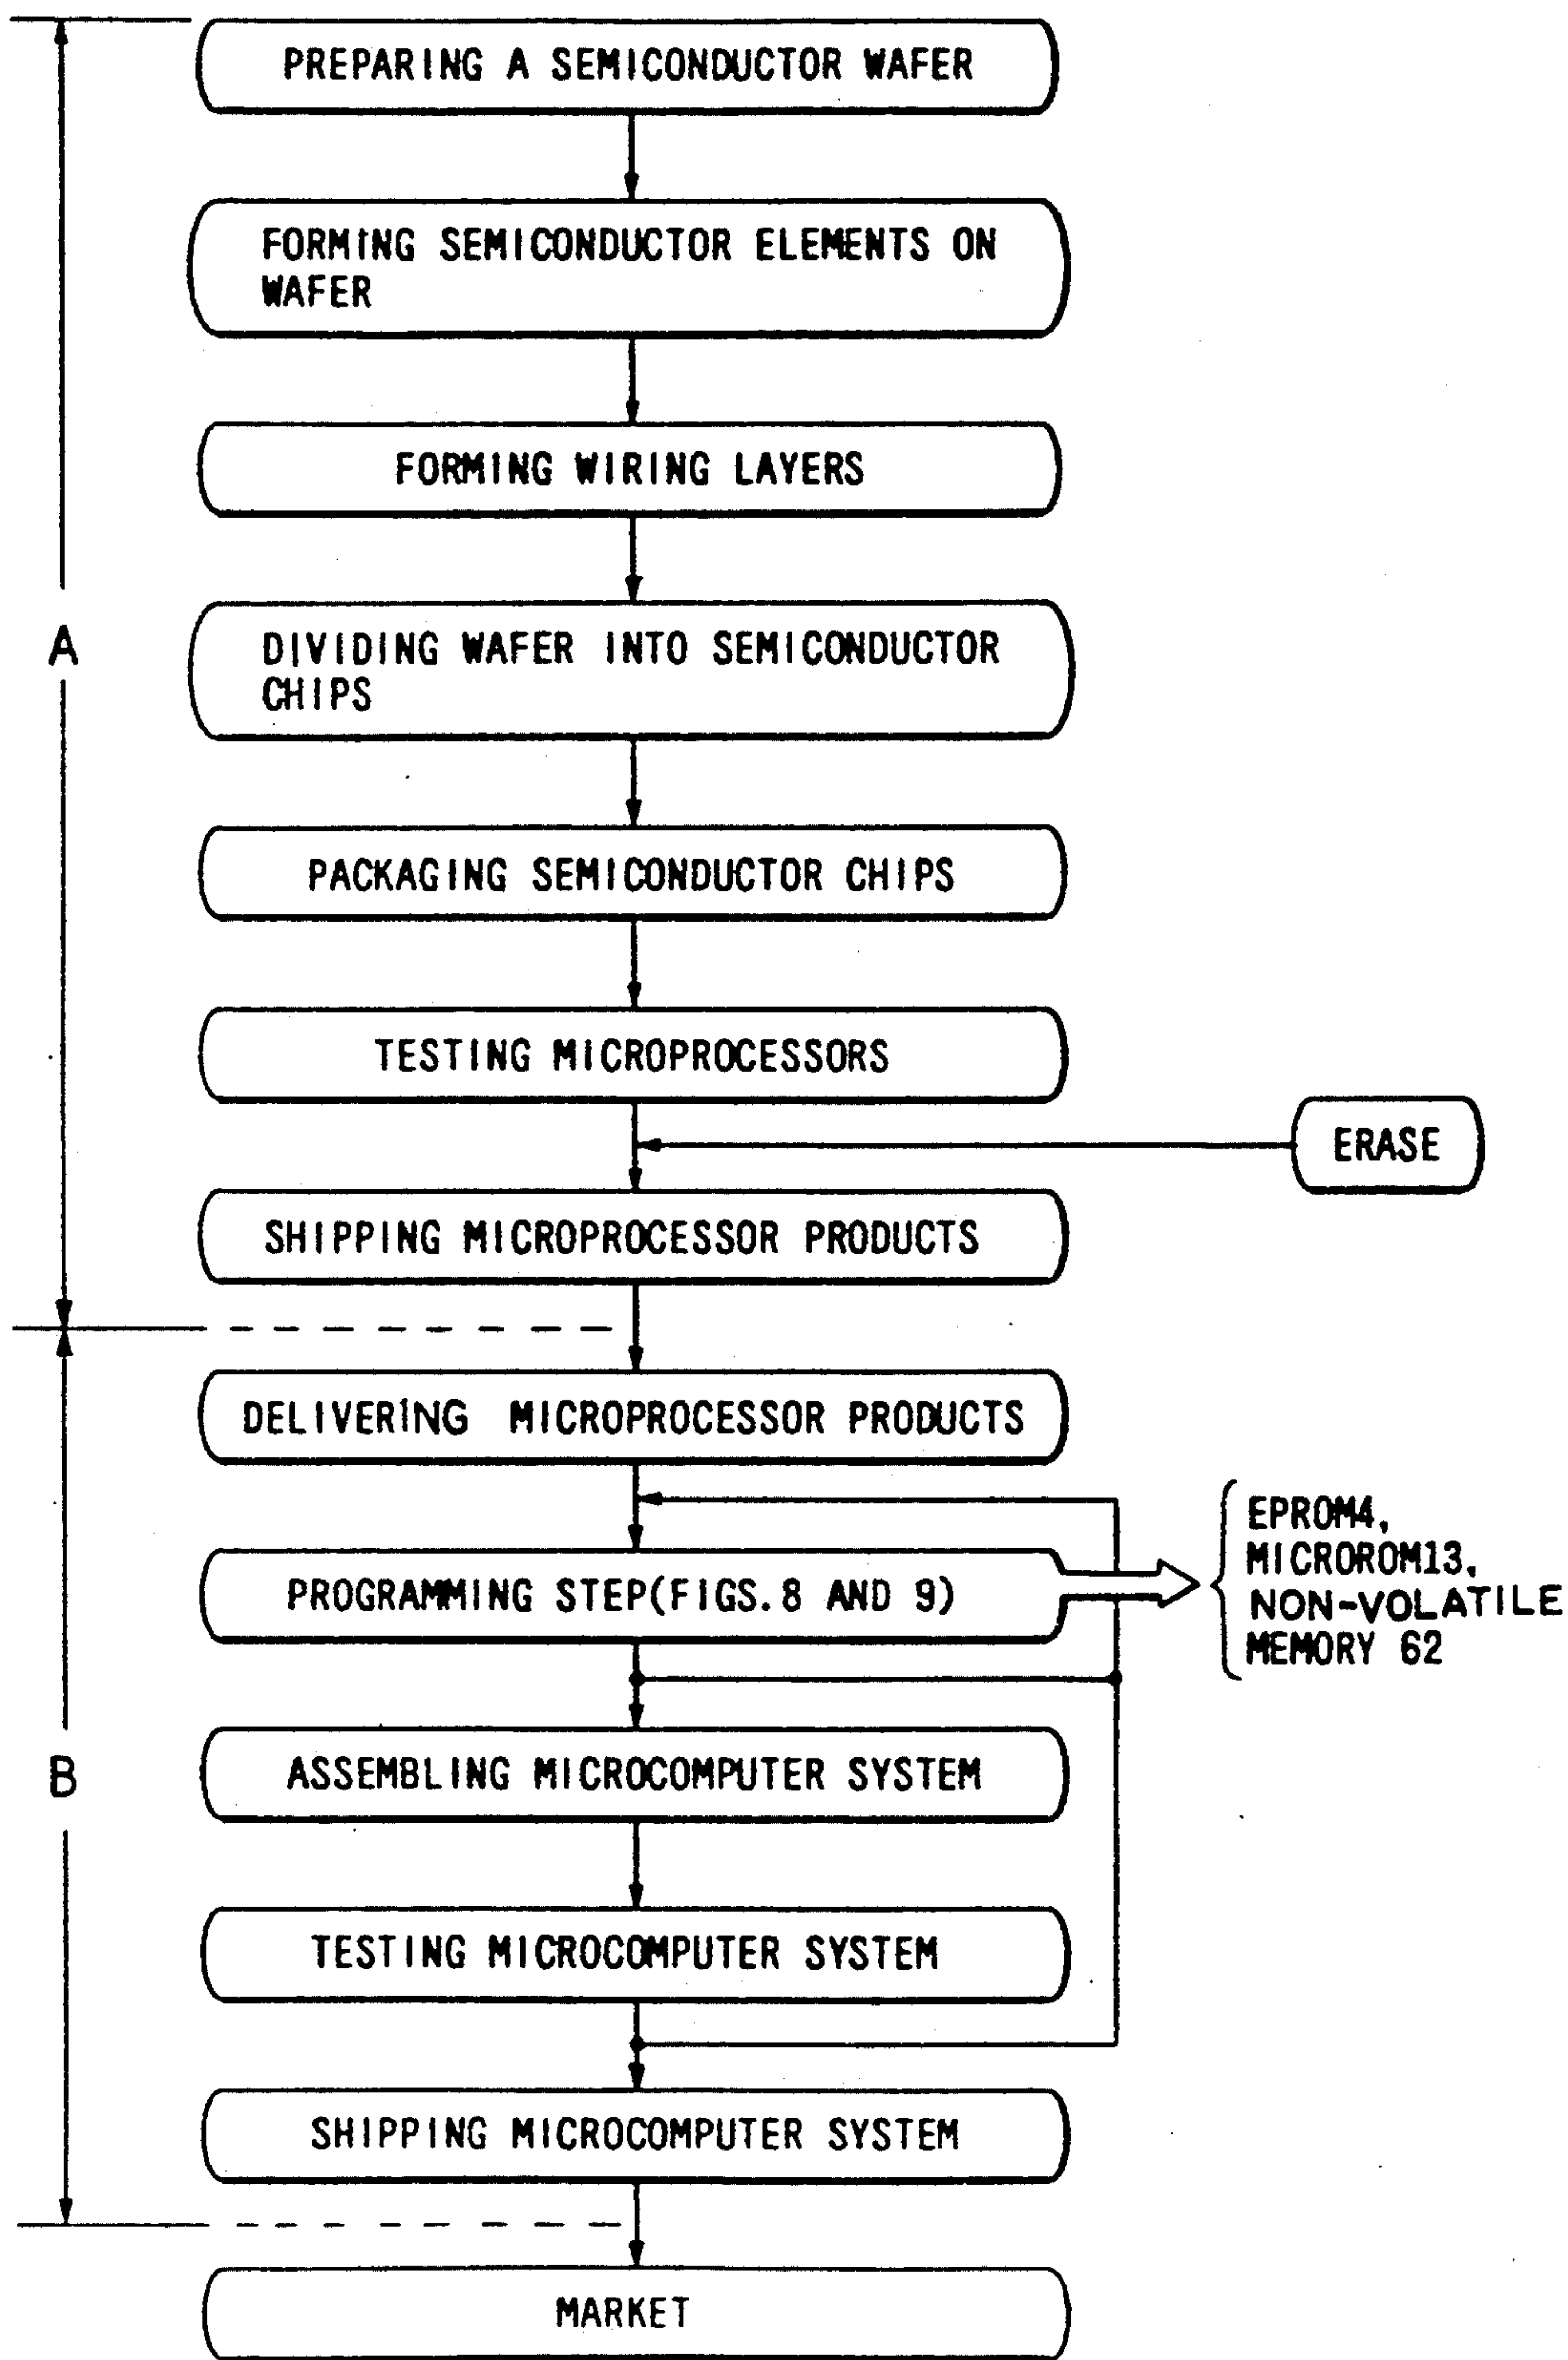 PREPARING A SEMICONDUCTOR WAFER
FORMING SEMICONDUCTOR ELEMENTS ON
WAFER
FORMING WIRING LAYERS
A
DIVIDING WAFER INTO SEMICONDUCTOR
CHIPS
PACKAGING SEMICONDUCTOR CHIPS
TESTING MICROPROCESSORS
ERASE
SHIPPING MICROPROCESSOR PRODUCTS
DELIVERING MICROPROCESSOR PRODUCTS
PROGRAMMING STEP(FIGS.8 AND 9)
EPROM4,
MICROROM13,
NON-VOLATILE
MEMORY 62
B
ASSEMBLING MICROCOMPUTER SYSTEM
TESTING MICROCOMPUTER SYSTEM
SHIPPING MICROCOMPUTER SYSTEM
MARKET